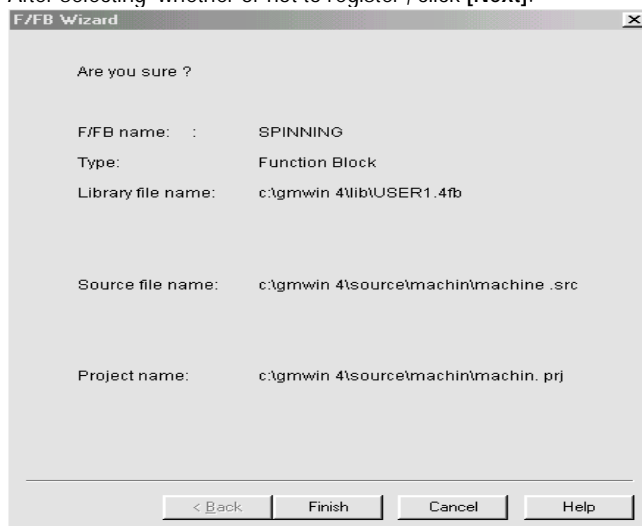 After selecting 'whether or not to register', click [Next].
F/FB Wizard
Are you sure ?
F/FB name: : SPINNING
Type: Function Block
Library file name: c:\gmwin 4\lib\USER1.4fb
Source file name: c:\gmwin 4\source\machin\machine .src
Project name: c:\gmwin 4\source\machin\machin. prj
< Back Finish Cancel Help